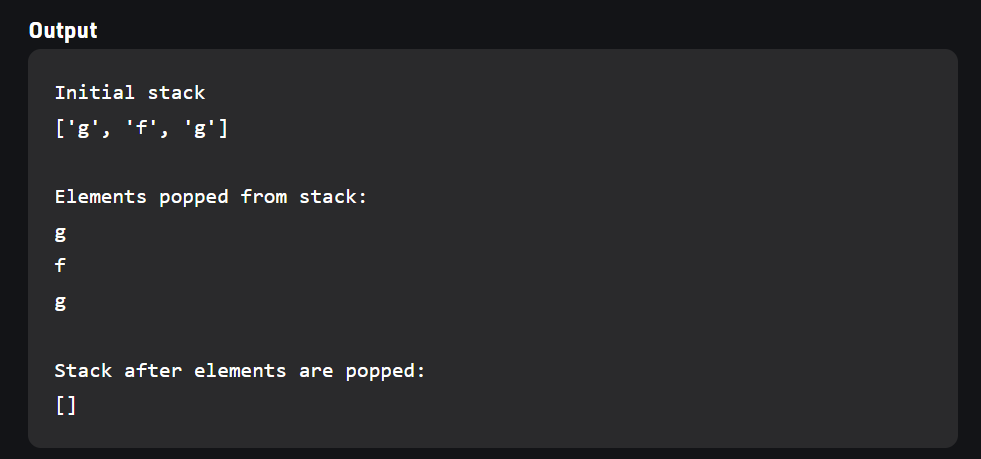 Output
Initial stack
['g', 'f', 'g']
Elements popped from stack:
g
f
g
Stack after elements are popped:
[]